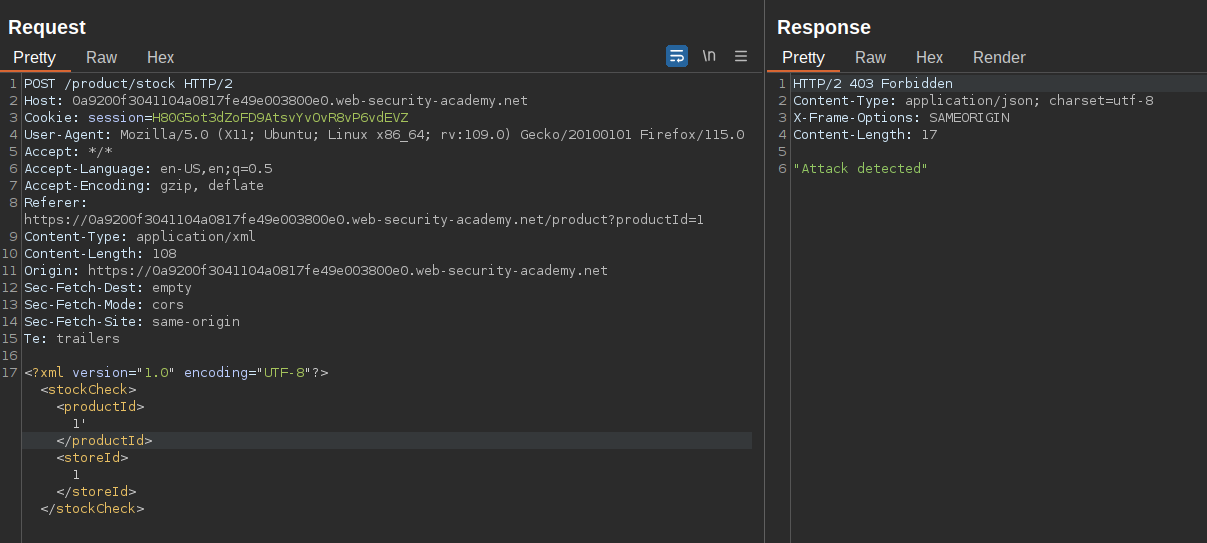 Request
Pretty Raw Hex \n
1 POST /product/stock HTTP/2
2 Host: 0a9200f3041104a0817fe49e003800e0.web-security-academy.net
3 Cookie: session=H80G5ot3dZoFD9AtsvYvOvR8vP6vdEVZ
4 User-Agent: Mozilla/5.0 (X11; Ubuntu; Linux x86_64; rv:109.0) Gecko/20100101 Firefox/115.0
5 Accept: */*
6 Accept-Language: en-US,en;q=0.5
7 Accept-Encoding: gzip, deflate
8 Referer:
https://0a9200f3041104a0817fe49e003800e0.web-security-academy.net/product?productId=1
9 Content-Type: application/xml
10 Content-Length: 108
11 Origin: https://0a9200f3041104a0817fe49e003800e0.web-security-academy.net
12 Sec-Fetch-Dest: empty
13 Sec-Fetch-Mode: cors
14 Sec-Fetch-Site: same-origin
15 Te: trailers
16
17 <?xml version="1.0" encoding="UTF-8"?>
<stockCheck>
<productId>
1'
</productId>
<storeId>
1
</storeId>
</stockCheck>
Response
Pretty Raw Hex Render
1 HTTP/2 403 Forbidden
2 Content-Type: application/json; charset=utf-8
3 X-Frame-Options: SAMEORIGIN
4 Content-Length: 17
5
6 "Attack detected"